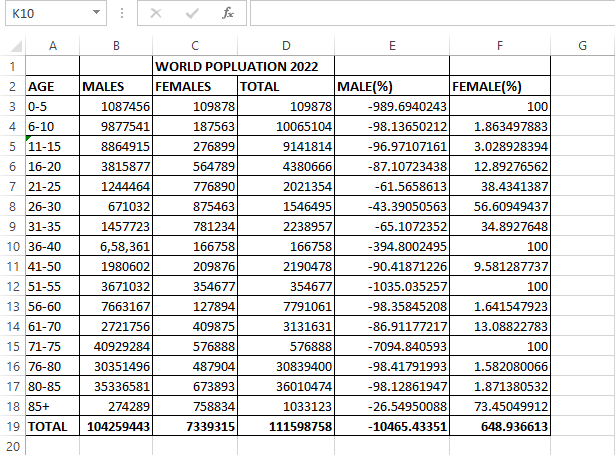 K10 fx
A B C D E F G
1 WORLD POPLUATION 2022
2 AGE MALES FEMALES TOTAL MALE(%) FEMALE(%)
3 0-5 1087456 109878 109878 -989.6940243 100
4 6-10 9877541 187563 10065104 -98.13650212 1.863497883
5 11-15 8864915 276899 9141814 -96.97107161 3.028928394
6 16-20 3815877 564789 4380666 -87.10723438 12.89276562
7 21-25 1244464 776890 2021354 -61.5658613 38.4341387
8 26-30 671032 875463 1546495 -43.39050563 56.60949437
9 31-35 1457723 781234 2238957 -65.1072352 34.8927648
10 36-40 6,58,361 166758 166758 -394.8002495 100
11 41-50 1980602 209876 2190478 -90.41871226 9.581287737
12 51-55 3671032 354677 354677 -1035.035257 100
13 56-60 7663167 127894 7791061 -98.35845208 1.641547923
14 61-70 2721756 409875 3131631 -86.91177217 13.08822783
15 71-75 40929284 576888 576888 -7094.840593 100
16 76-80 30351496 487904 30839400 -98.41791993 1.582080066
17 80-85 35336581 673893 36010474 -98.12861947 1.871380532
18 85+ 274289 758834 1033123 -26.54950088 73.45049912
19 TOTAL 104259443 7339315 111598758 -10465.43351 648.936613
20